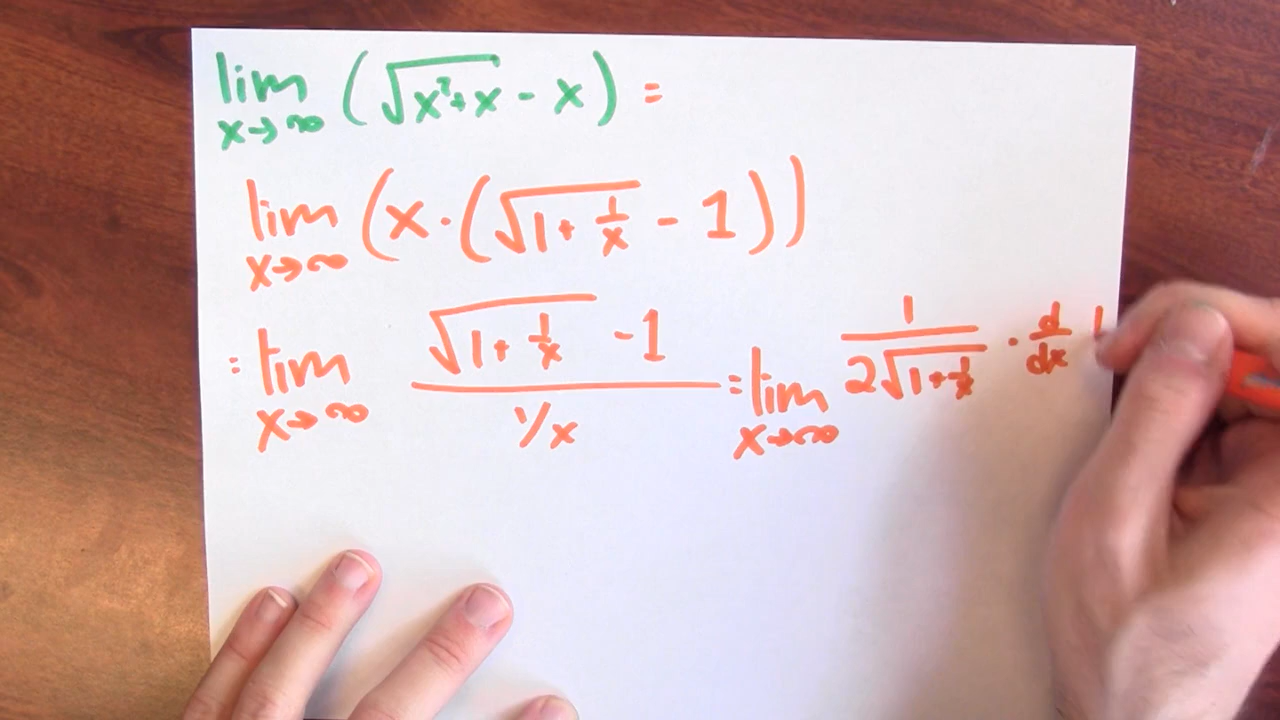 lim x→∞ (√(x²+x) - x) =
lim x→∞ (x·(√(1+1/x) - 1))
= lim x→∞ (√(1+1/x) - 1)/(1/x) = lim x→∞ 1/(2√(1+1/x)) · d/dx